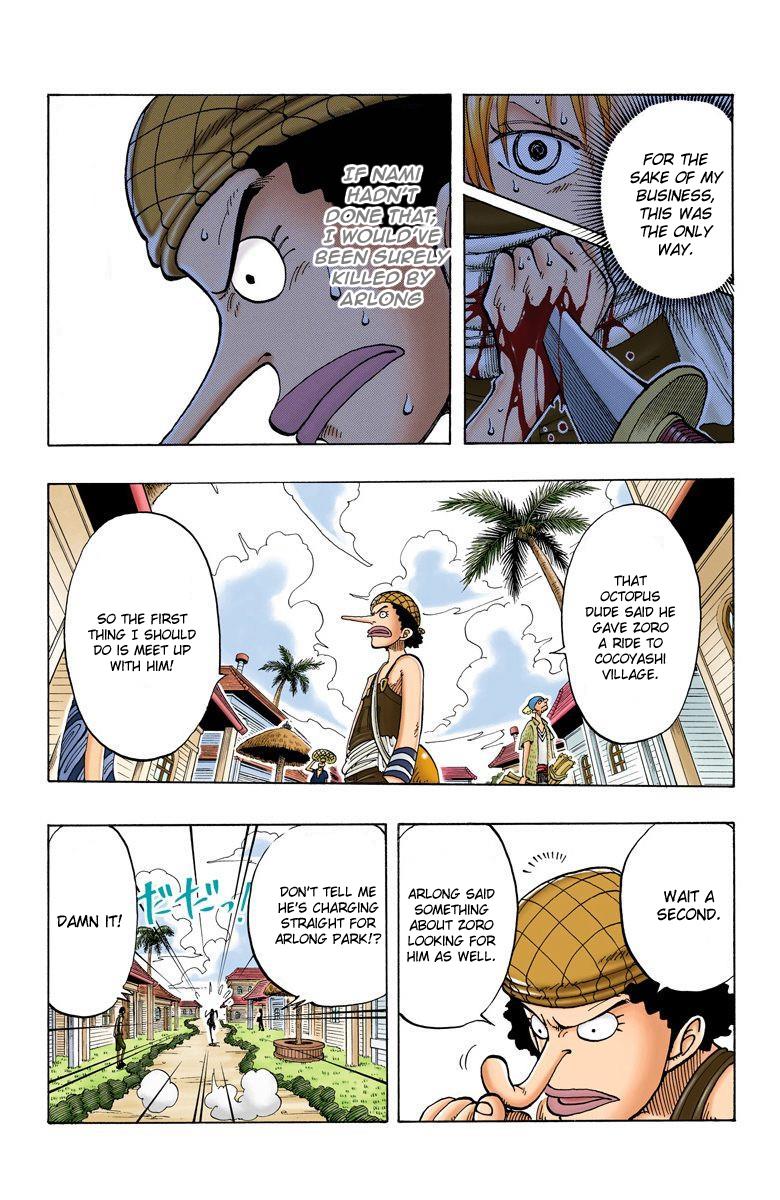 FOR THE
SAKE OF MY
BUSINESS,
THIS WAS
THE ONLY
WAY.
IF NAMI
HADN'T
DONE THAT,
I WOULD'VE
BEEN SURELY
KILLED BY
ARLONG
THAT
OCTOPUS
DUDE SAID HE
GAVE ZORO
A RIDE TO
COCOYASHI
VILLAGE.
SO THE FIRST
THING I SHOULD
DO IS MEET UP
WITH HIM!
WAIT A
SECOND.
ARLONG SAID
SOMETHING
ABOUT ZORO
LOOKING FOR
HIM AS WELL.
DON'T TELL ME
HE'S CHARGING
STRAIGHT FOR
ARLONG PARK!?
だだっ!
DAMN IT!